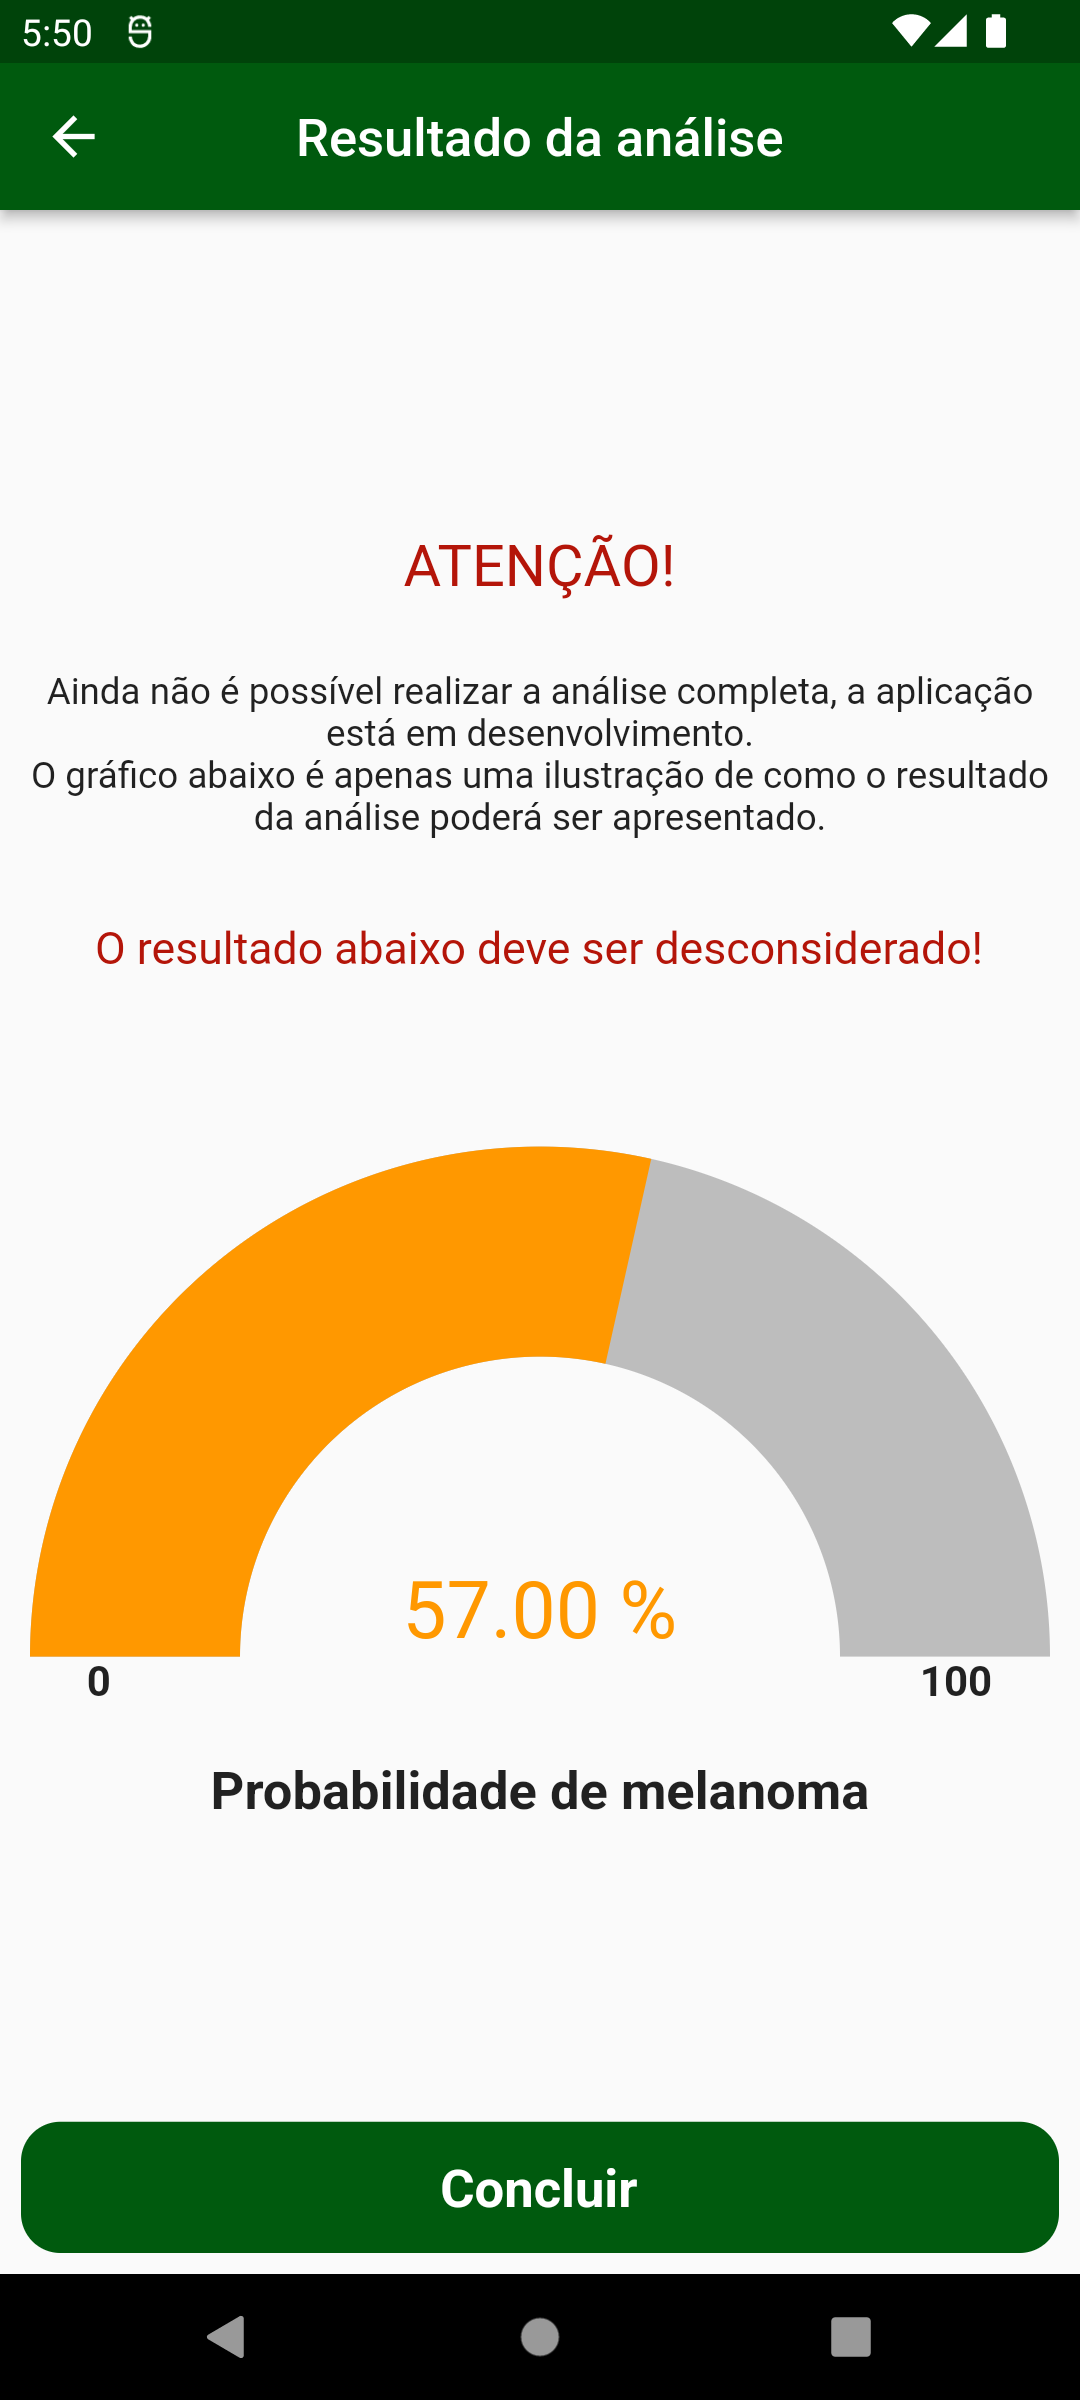 5:50
Resultado da análise
ATENÇÃO!
Ainda não é possível realizar a análise completa, a aplicação
está em desenvolvimento.
O gráfico abaixo é apenas uma ilustração de como o resultado
da análise poderá ser apresentado.
O resultado abaixo deve ser desconsiderado!
57.00 %
0
100
Probabilidade de melanoma
Concluir